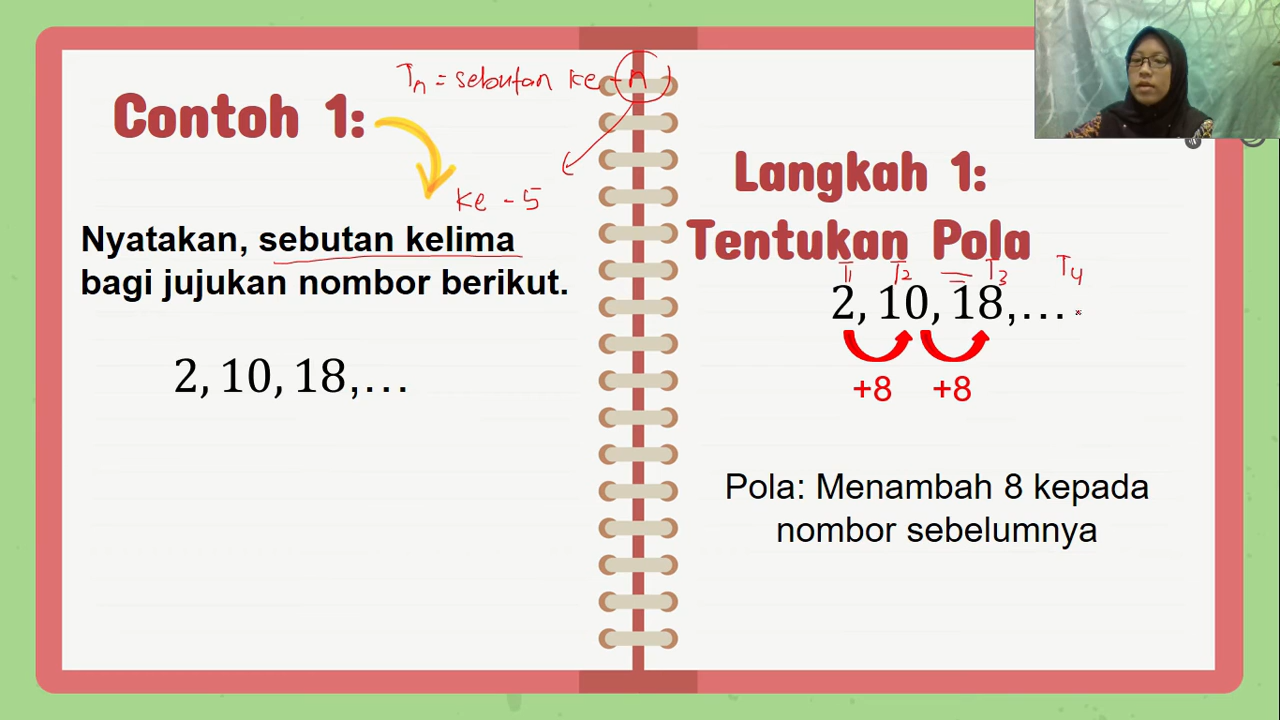 Tn = sebutan ke - n
Contoh 1:
ke - 5
Nyatakan, sebutan kelima
bagi jujukan nombor berikut.
2, 10, 18,...
Langkah 1:
Tentukan Pola
T1 T2 T3 T4
2, 10, 18,...
+8 +8
Pola: Menambah 8 kepada
nombor sebelumnya